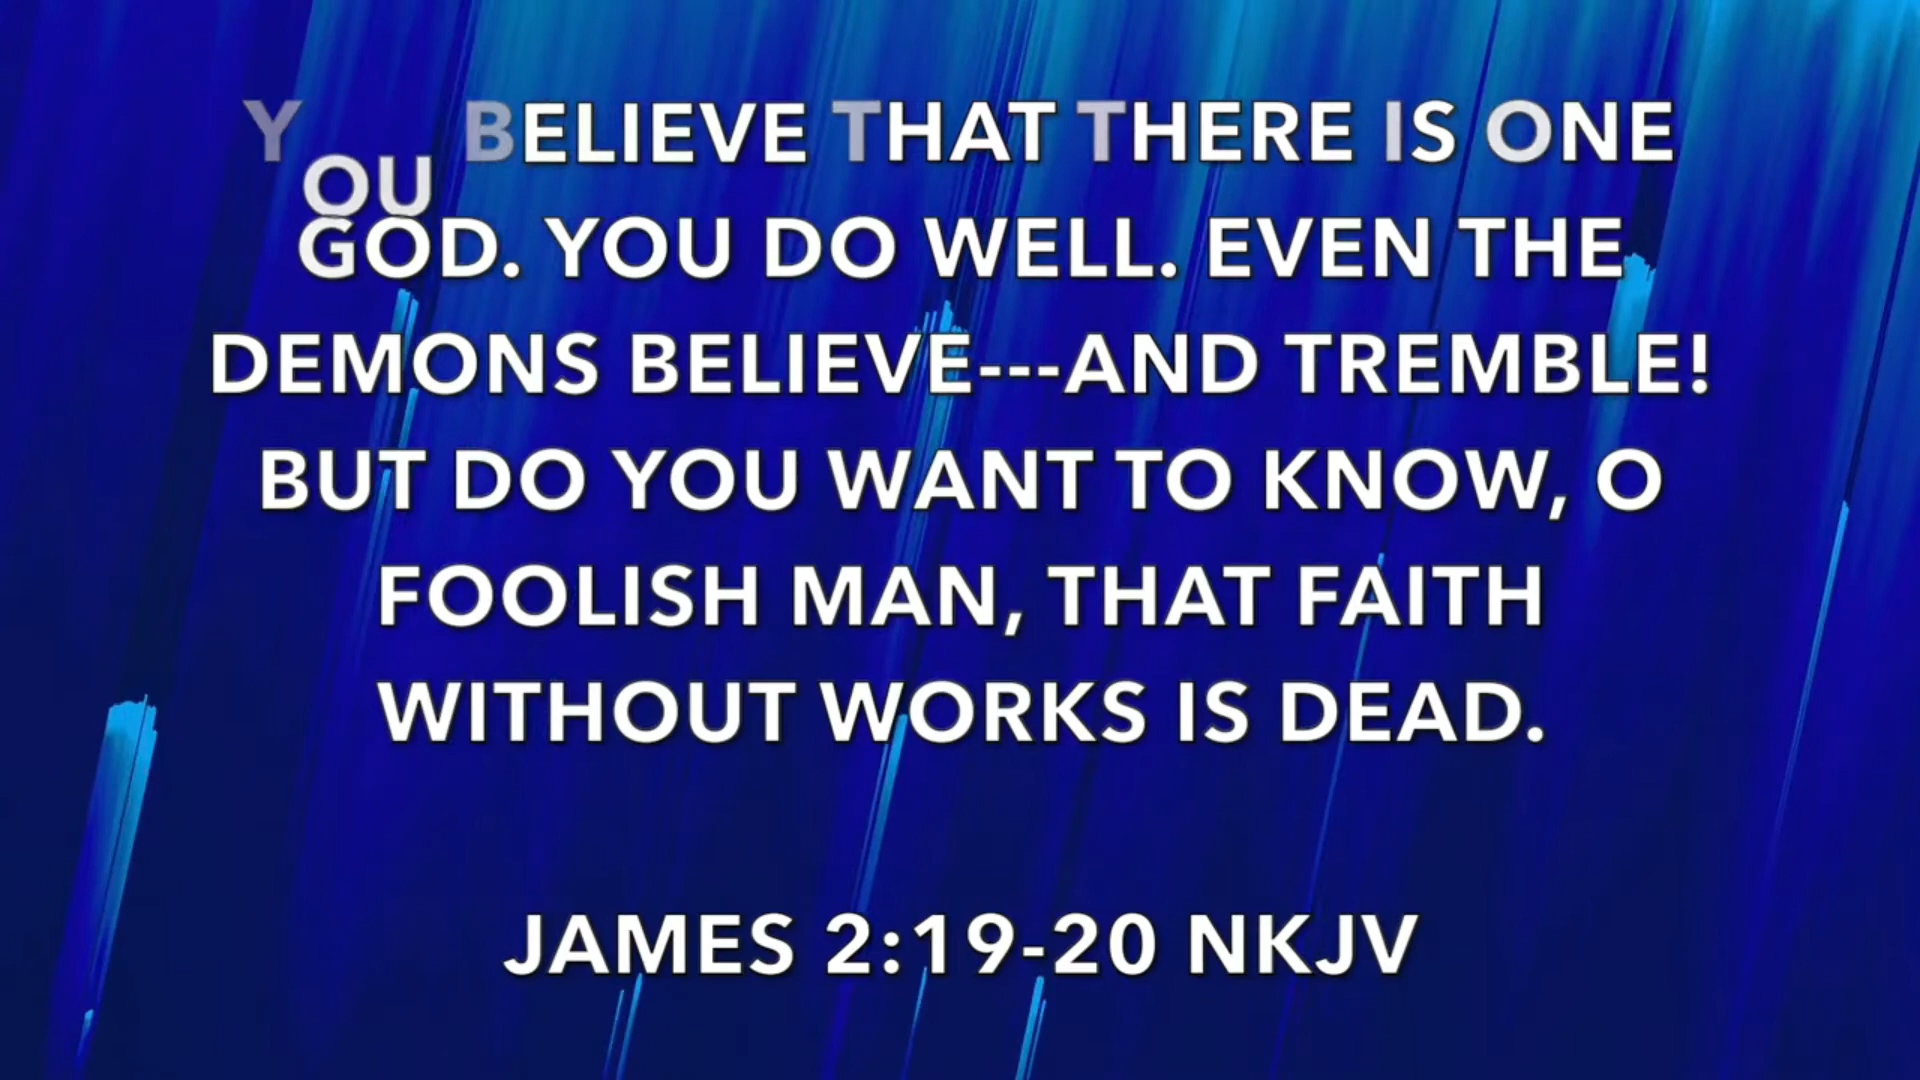 YOU BELIEVE THAT THERE IS ONE
GOD. YOU DO WELL. EVEN THE
DEMONS BELIEVE---AND TREMBLE!
BUT DO YOU WANT TO KNOW, O
FOOLISH MAN, THAT FAITH
WITHOUT WORKS IS DEAD.
JAMES 2:19-20 NKJV